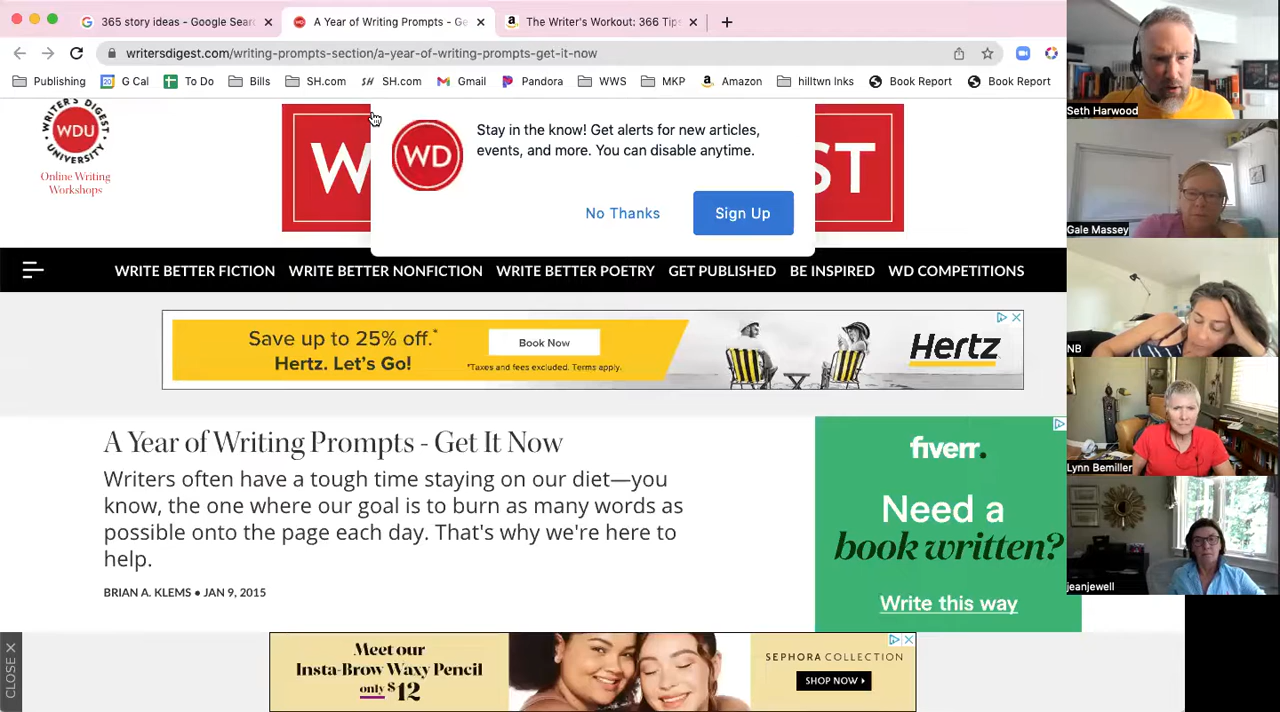 365 story ideas - Google Sear
A Year of Writing Prompts - Ge
The Writer's Workout: 366 Tips
writersdigest.com/writing-prompts-section/a-year-of-writing-prompts-get-it-now
Publishing
G Cal
To Do
Bills
SH.com
SH.com
Gmail
Pandora
WWS
MKP
Amazon
hilltwn Inks
Book Report
Book Report
WRITER'S DIGEST
WDU
UNIVERSITY
Online Writing
Workshops
W
ST
WD
Stay in the know! Get alerts for new articles,
events, and more. You can disable anytime.
No Thanks
Sign Up
WRITE BETTER FICTION WRITE BETTER NONFICTION WRITE BETTER POETRY GET PUBLISHED BE INSPIRED WD COMPETITIONS
Save up to 25% off.*
Hertz. Let's Go!
Book Now
*Taxes and fees excluded. Terms apply.
Hertz
A Year of Writing Prompts - Get It Now
Writers often have a tough time staying on our diet—you
know, the one where our goal is to burn as many words as
possible onto the page each day. That's why we're here to
help.
BRIAN A. KLEMS • JAN 9, 2015
fiverr.
Need a
book written?
Write this way
CLOSE
Meet our
Insta-Brow Waxy Pencil
only $12
SEPHORA COLLECTION
SHOP NOW
Seth Harwood
Gale Massey
NB
Lynn Bemiller
jeanjewell